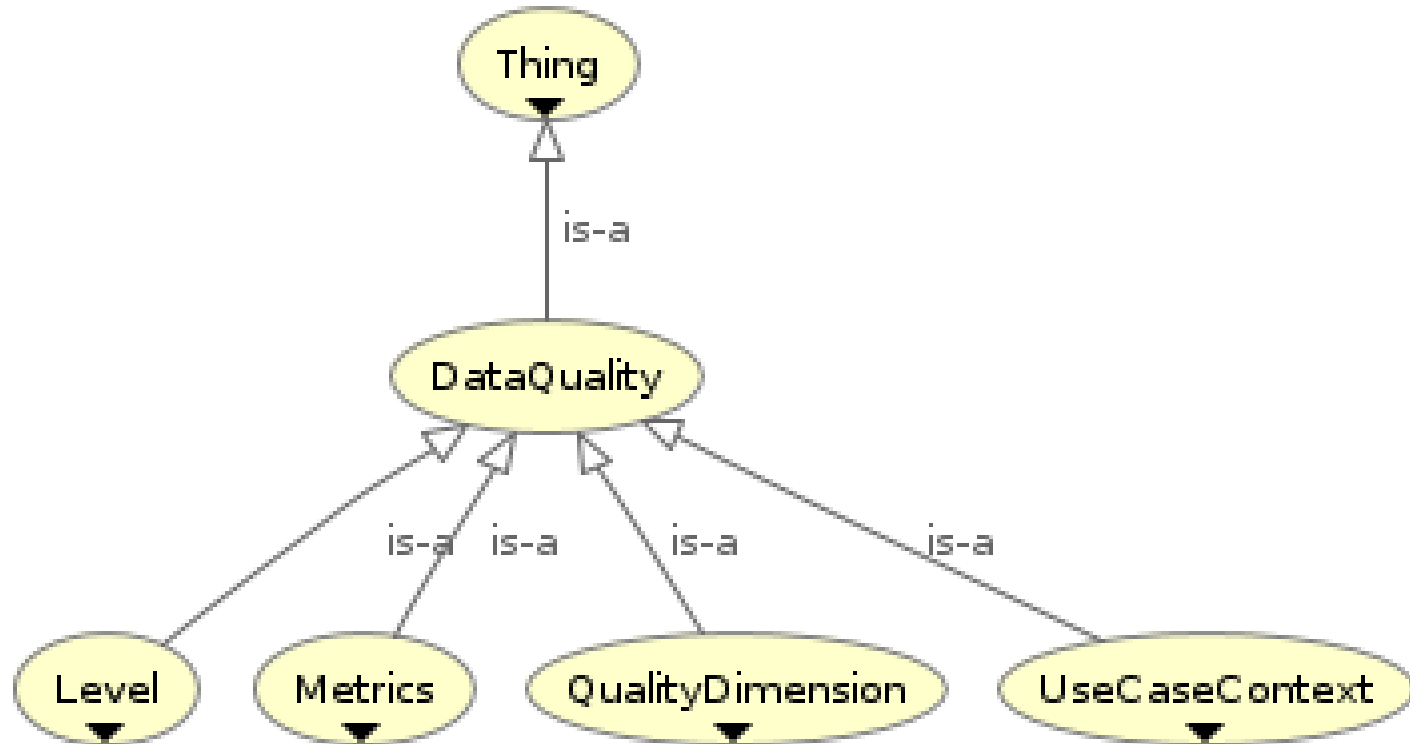 Thing
is-a
DataQuality
is-a is-a is-a is-a
Level Metrics QualityDimension UseCaseContext